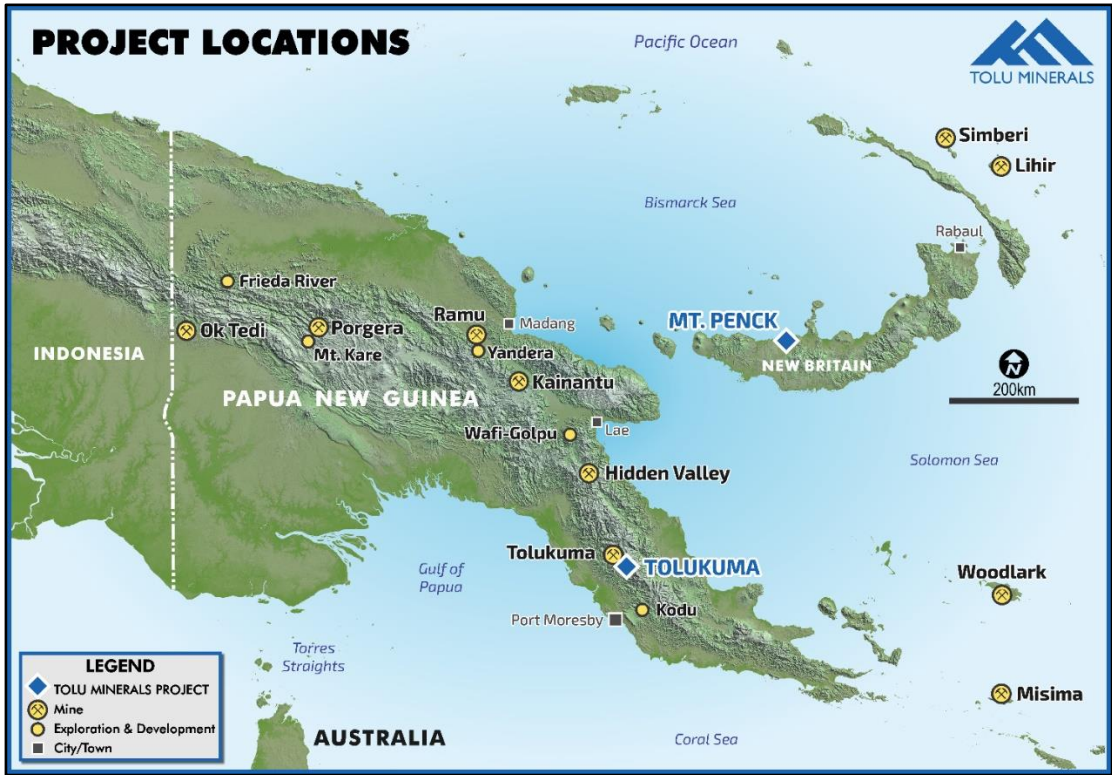 PROJECT LOCATIONS
Pacific Ocean
TOLU MINERALS
Simberi
Lihir
Bismarck Sea
Rabaul
Frieda River
Ok Tedi
Porgera
Mt. Kare
Ramu
Madang
Yandera
MT. PENCK
NEW BRITAIN
INDONESIA
PAPUA NEW GUINEA
Kainantu
N
200km
Wafi-Golpu
Lae
Hidden Valley
Solomon Sea
Tolukuma
TOLUKUMA
Gulf of
Papua
Woodlark
Kodu
Port Moresby
Torres
Straights
Misima
LEGEND
TOLU MINERALS PROJECT
Mine
Exploration & Development
City/Town
AUSTRALIA
Coral Sea